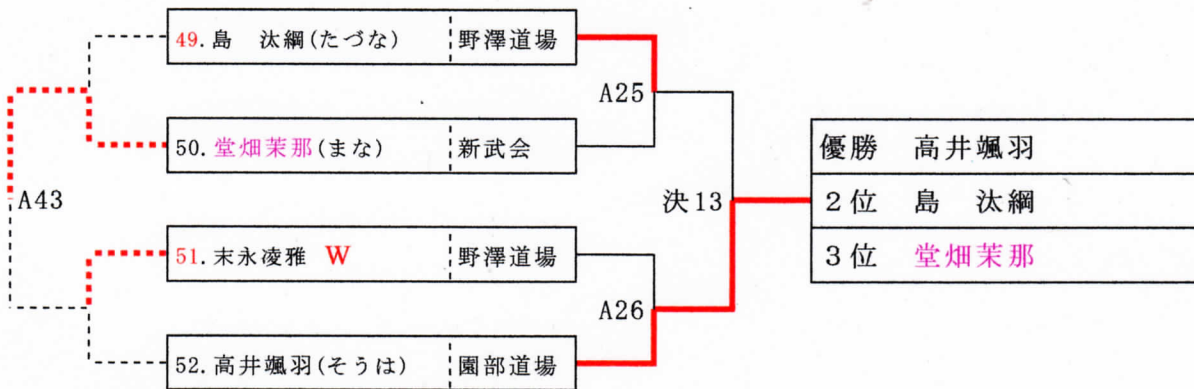 49.島　汰綱(たづな) 野澤道場
A25
50.堂畑茉那(まな) 新武会
A43
決13
51.末永凌雅 W 野澤道場
A26
52.高井颯羽(そうは) 園部道場
優勝　高井颯羽
２位　島　汰綱
３位　堂畑茉那